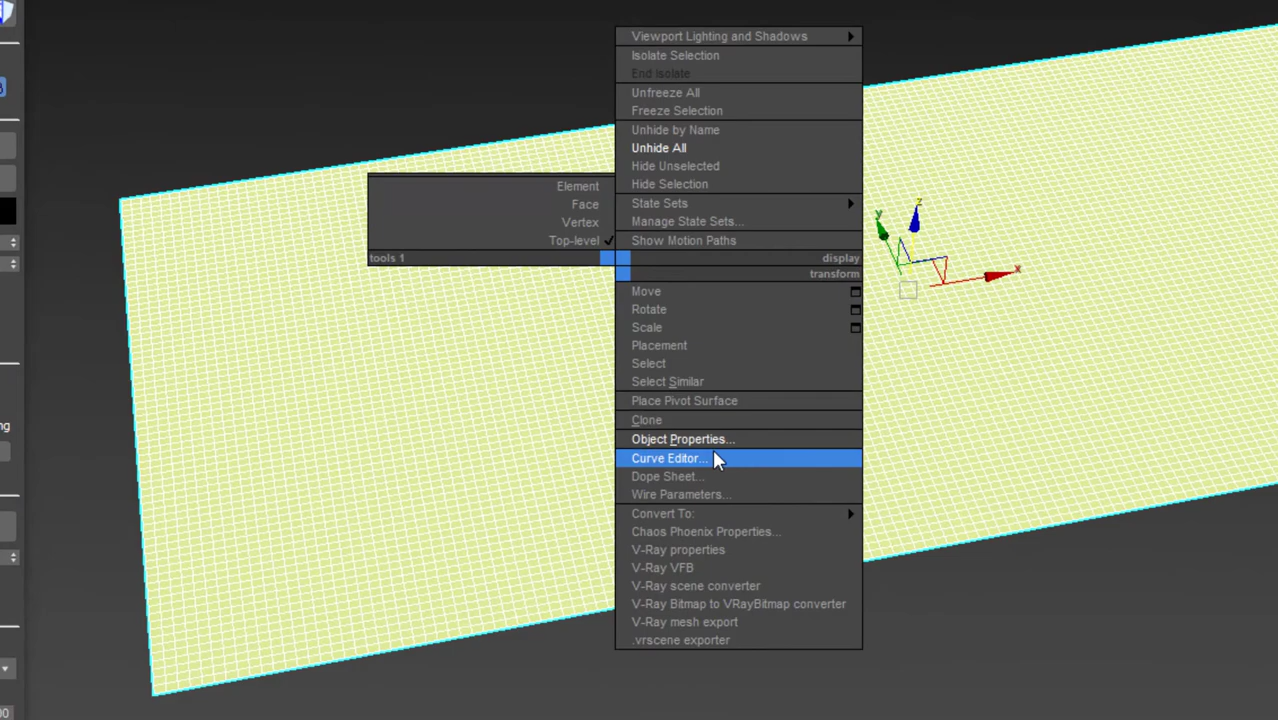 Viewport Lighting and Shadows
Isolate Selection
End Isolate
Unfreeze All
Freeze Selection
Unhide by Name
Unhide All
Hide Unselected
Hide Selection
State Sets
Manage State Sets...
Show Motion Paths
Element
Face
Vertex
Top-level
tools 1
display
transform
Move
Rotate
Scale
Placement
Select
Select Similar
Place Pivot Surface
Clone
Object Properties...
Curve Editor...
Dope Sheet...
Wire Parameters...
Convert To:
Chaos Phoenix Properties...
V-Ray properties
V-Ray VFB
V-Ray scene converter
V-Ray Bitmap to VRayBitmap converter
V-Ray mesh export
.vrscene exporter
z
y
x
ng
00